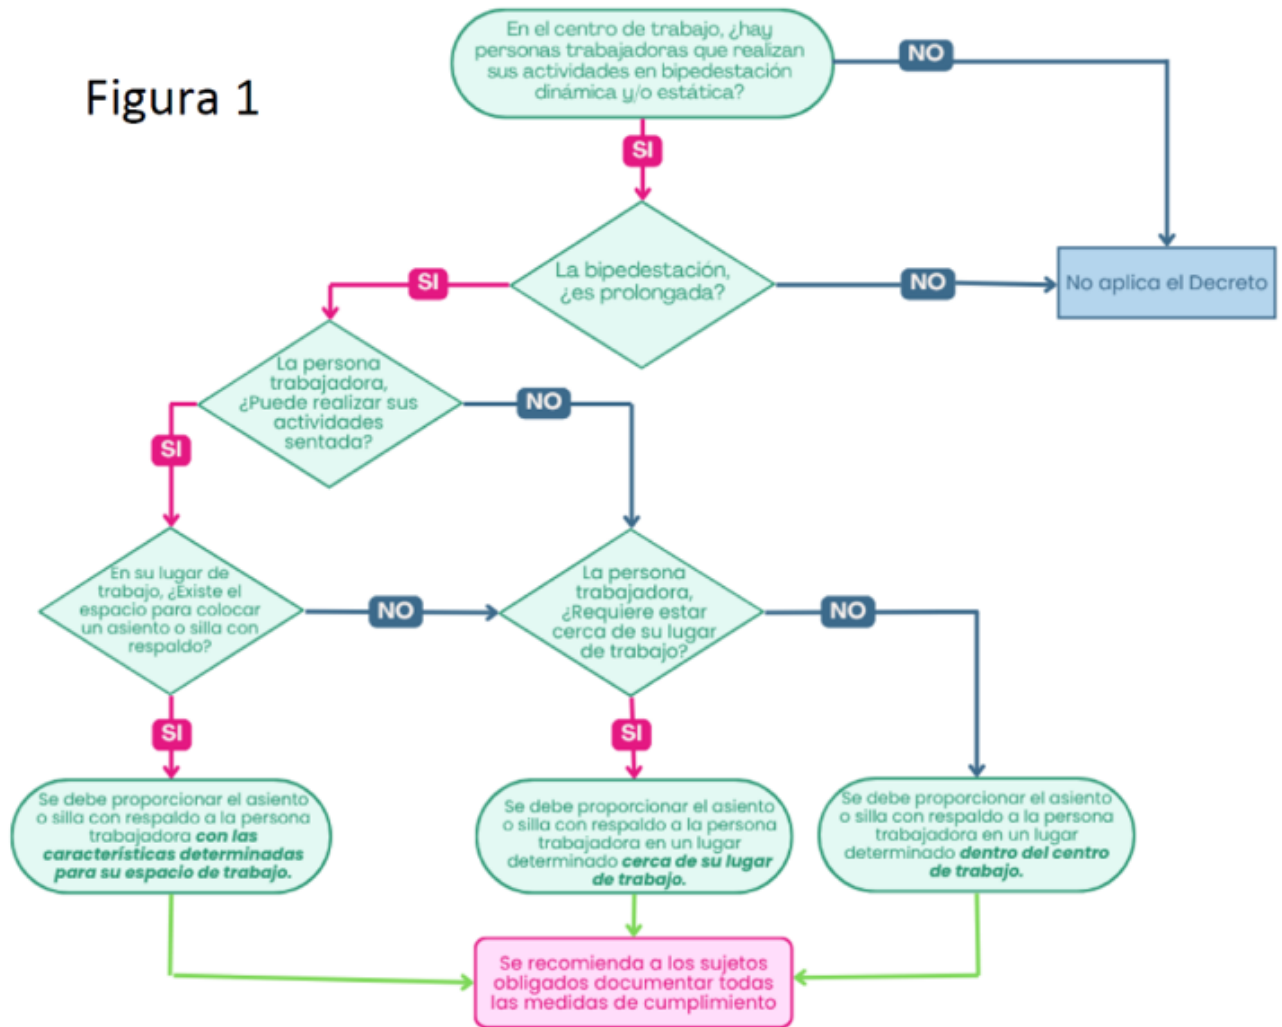 Figura 1
En el centro de trabajo, ¿hay
personas trabajadoras que realizan
sus actividades en bipedestación
dinámica y/o estática?
NO
SI
La bipedestación,
¿es prolongada?
SI
NO
No aplica el Decreto
La persona
trabajadora,
¿Puede realizar sus
actividades
sentada?
NO
SI
En su lugar de
trabajo, ¿Existe el
espacio para colocar
un asiento o silla con
respaldo?
NO
La persona
trabajadora,
¿Requiere estar
cerca de su lugar
de trabajo?
NO
SI
SI
Se debe proporcionar el asiento
o silla con respaldo a la persona
trabajadora con las
características determinadas
para su espacio de trabajo.
Se debe proporcionar el asiento
o silla con respaldo a la persona
trabajadora en un lugar
determinado cerca de su lugar
de trabajo.
Se debe proporcionar el asiento
o silla con respaldo a la persona
trabajadora en un lugar
determinado dentro del centro
de trabajo.
Se recomienda a los sujetos
obligados documentar todas
las medidas de cumplimiento